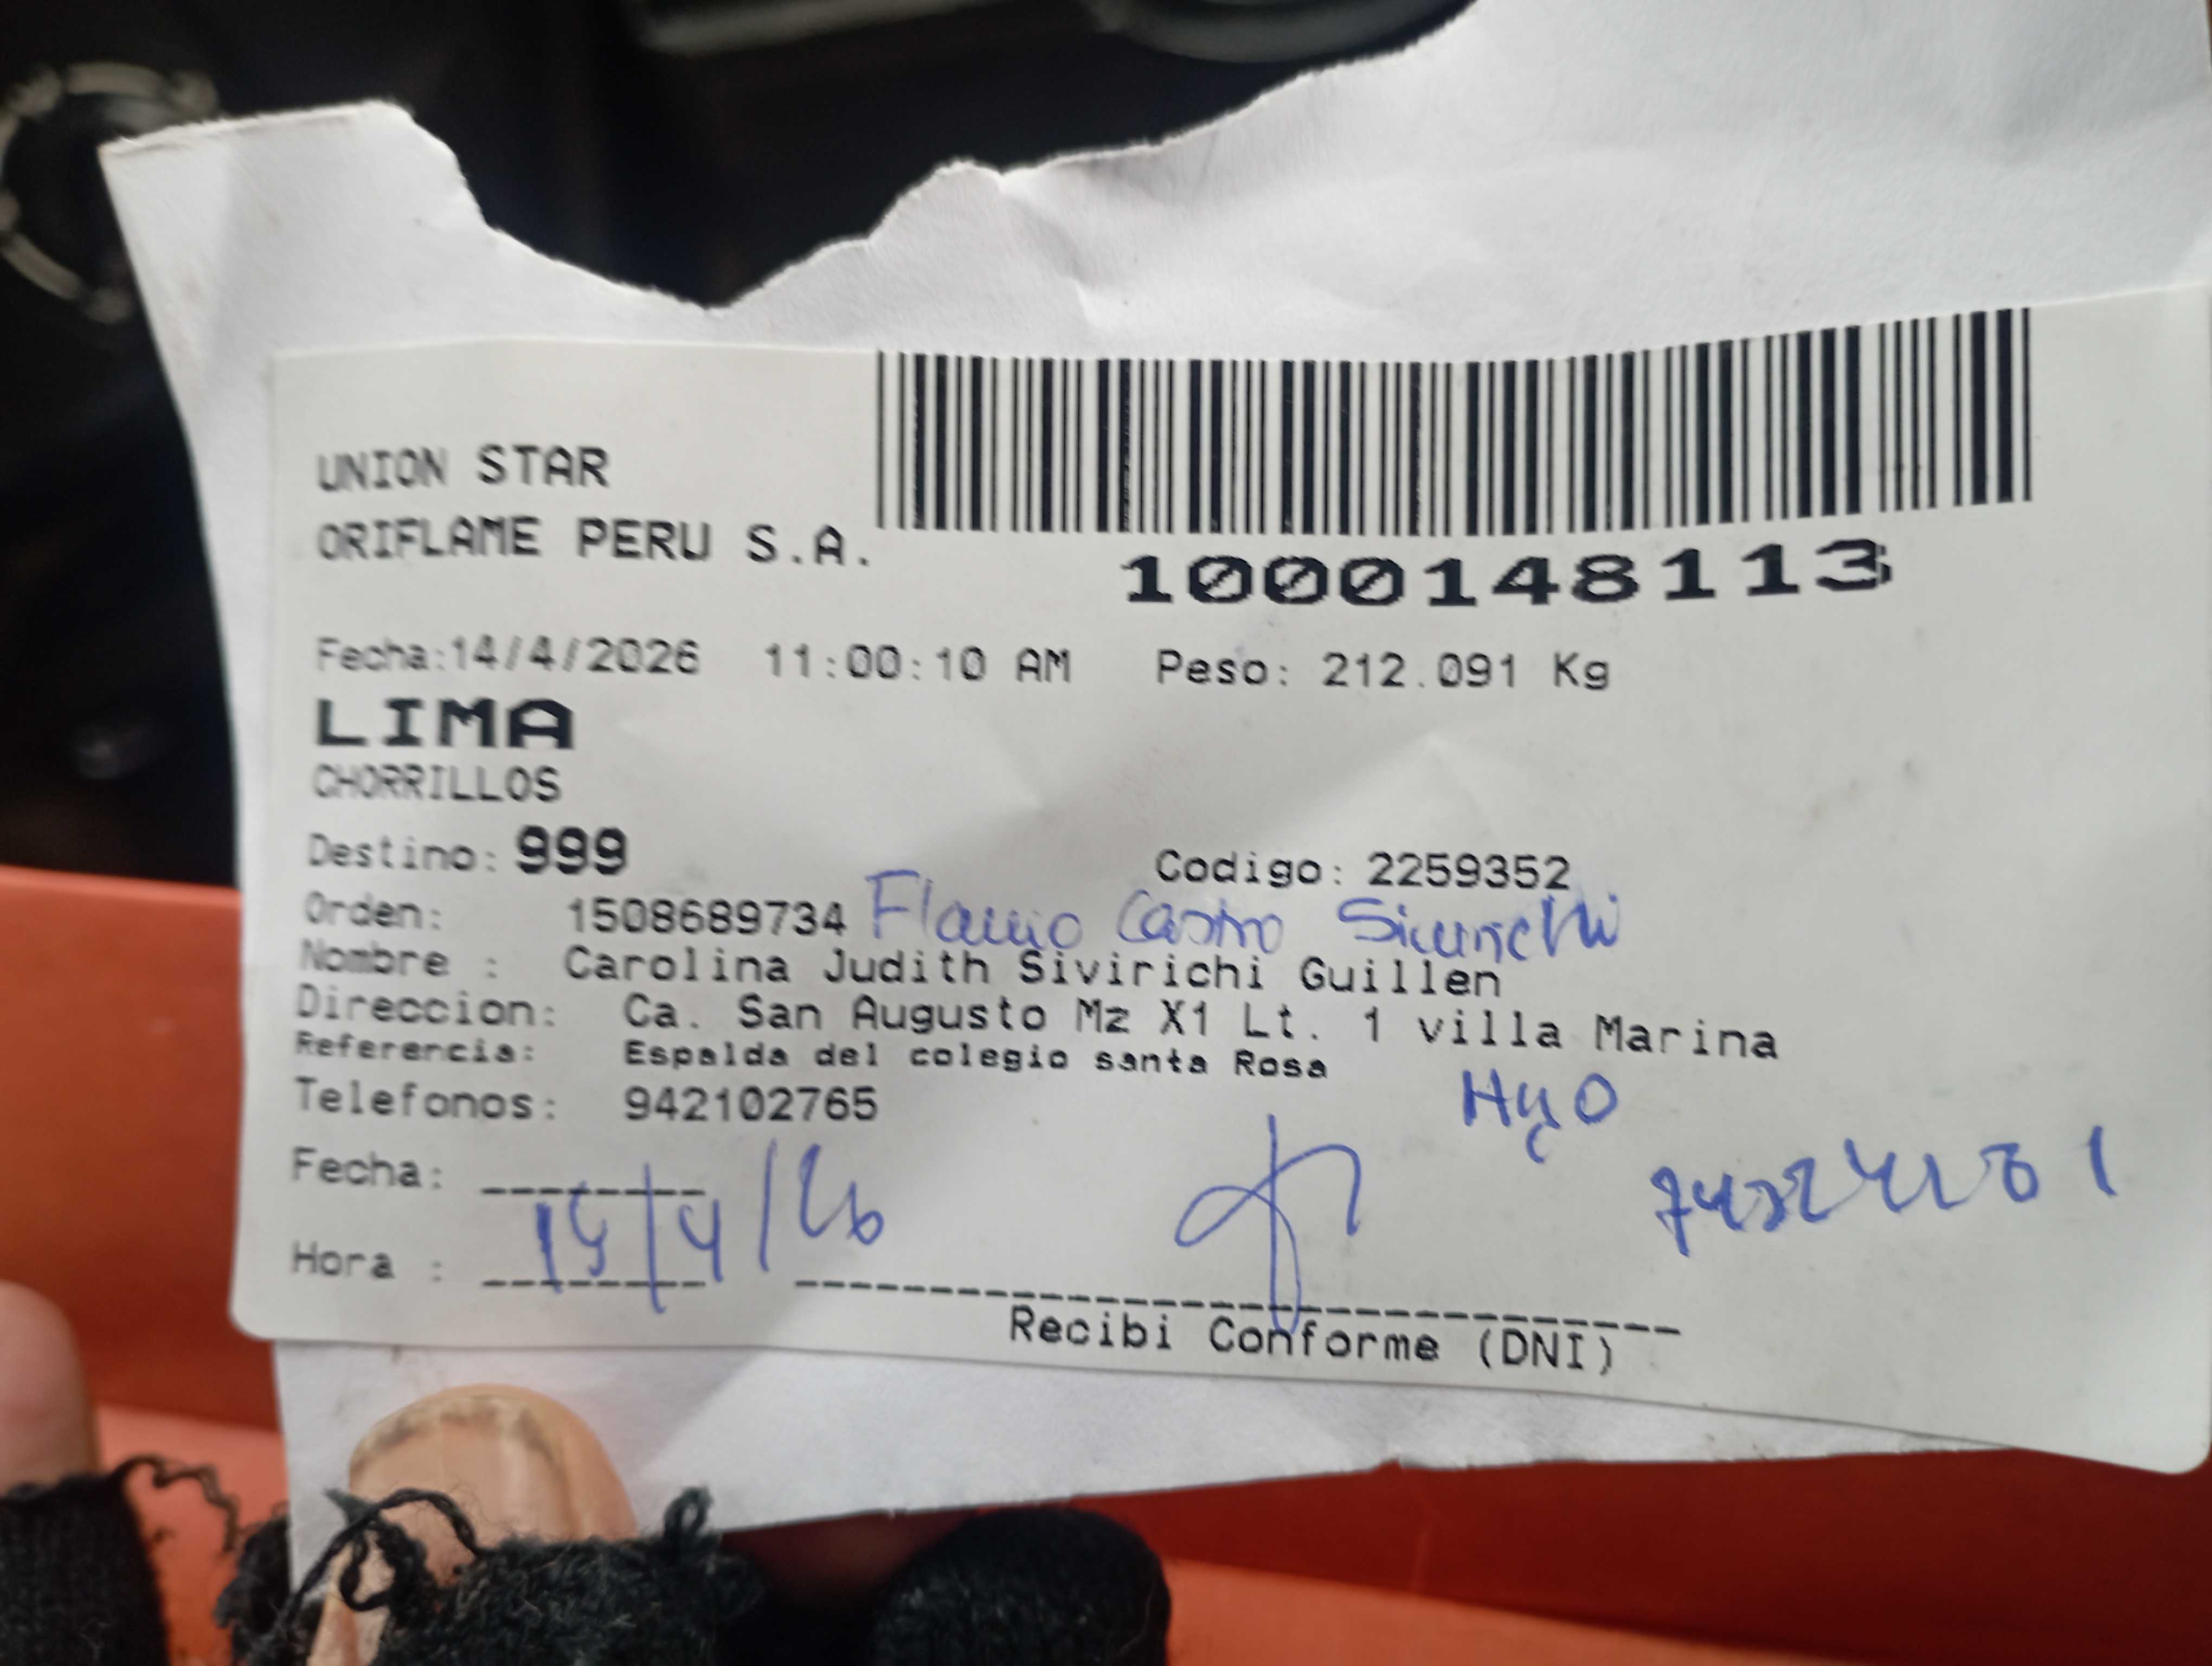 UNION STAR
ORIFLAME PERU S.A.
1000148113
Fecha:14/4/2026 11:00:10 AM Peso: 212.091 Kg
LIMA
CHORRILLOS
Destino: 999 Codigo: 2259352
Orden: 1508689734 Flavio Castro Sivirichi
Nombre : Carolina Judith Sivirichi Guillen
Direccion: Ca. San Augusto Mz X1 Lt. 1 villa Marina
Referencia: Espalda del colegio santa Rosa
Telefonos: 942102765
Hijo
Fecha: 15/4/26
Hora :
Recibi Conforme (DNI)